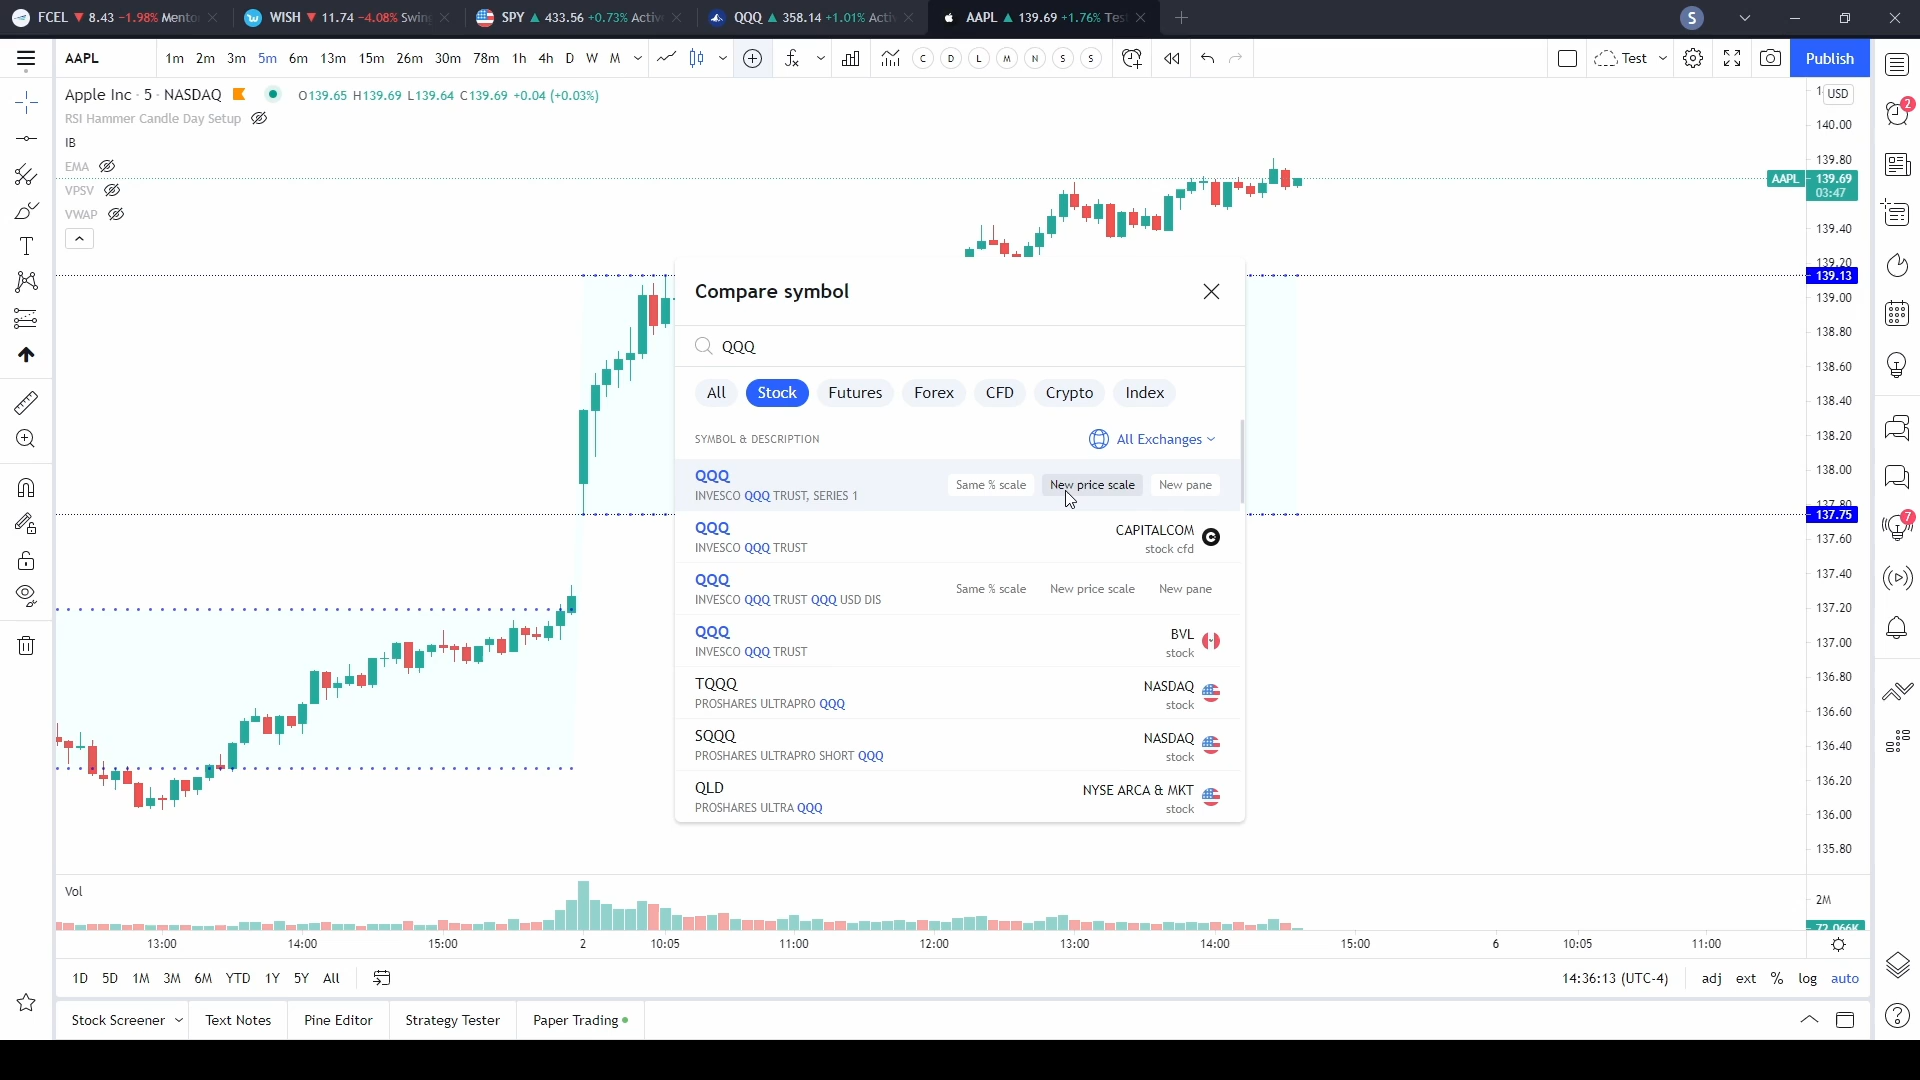 FCEL ▼ 8.43 −1.98% Mento
WISH ▼ 11.74 −4.08% Swin
SPY ▲ 433.56 +0.73% Activ
QQQ ▲ 358.14 +1.01% Acti
AAPL ▲ 139.69 +1.76% Tes
S
AAPL
1m 2m 3m 5m 6m 13m 15m 26m 30m 78m 1h 4h D W M
C D L M N S S
Test
Publish
Apple Inc · 5 · NASDAQ
O139.65 H139.69 L139.64 C139.69 +0.04 (+0.03%)
USD
RSI Hammer Candle Day Setup
IB
EMA
VPSV
VWAP
2
7
140.00
139.80
AAPL 139.69
03:47
139.40
139.20
139.13
139.00
138.80
138.60
138.40
138.20
138.00
137.80
137.75
137.60
137.40
137.20
137.00
136.80
136.60
136.40
136.20
136.00
135.80
Compare symbol
QQQ
All Stock Futures Forex CFD Crypto Index
SYMBOL & DESCRIPTION
All Exchanges
QQQ
INVESCO QQQ TRUST, SERIES 1
Same % scale New price scale New pane
QQQ
INVESCO QQQ TRUST
CAPITALCOM
stock cfd
QQQ
INVESCO QQQ TRUST QQQ USD DIS
Same % scale New price scale New pane
QQQ
INVESCO QQQ TRUST
BVL
stock
TQQQ
PROSHARES ULTRAPRO QQQ
NASDAQ
stock
SQQQ
PROSHARES ULTRAPRO SHORT QQQ
NASDAQ
stock
QLD
PROSHARES ULTRA QQQ
NYSE ARCA & MKT
stock
Vol
2M
72.066K
13:00 14:00 15:00 2 10:05 11:00 12:00 13:00 14:00 15:00 6 10:05 11:00
1D 5D 1M 3M 6M YTD 1Y 5Y All
14:36:13 (UTC-4)
adj ext % log auto
Stock Screener
Text Notes
Pine Editor
Strategy Tester
Paper Trading